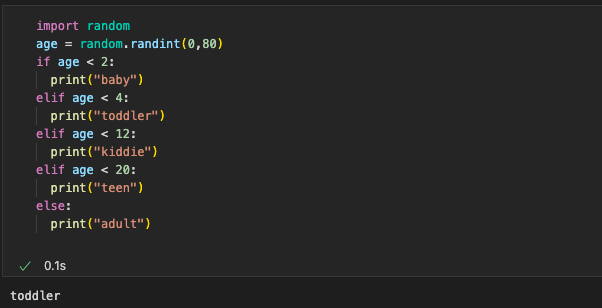 import random
age = random.randint(0,80)
if age < 2:
  print("baby")
elif age < 4:
  print("toddler")
elif age < 12:
  print("kiddie")
elif age < 20:
  print("teen")
else:
  print("adult")
✓ 0.1s
toddler